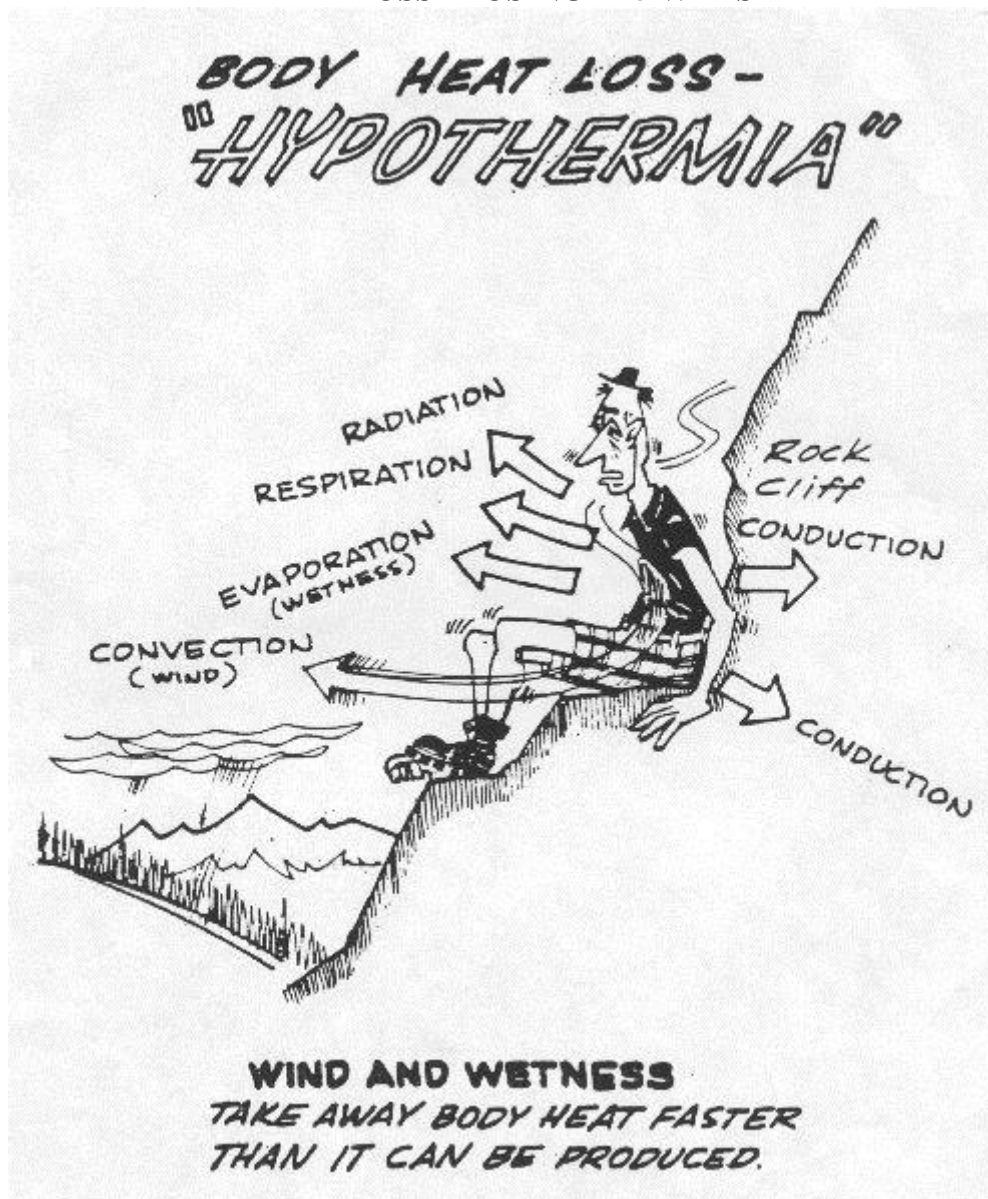 BODY HEAT LOSS -
"HYPOTHERMIA"
RADIATION
RESPIRATION
EVAPORATION
(WETNESS)
CONVECTION
(WIND)
Rock
Cliff
CONDUCTION
CONDUCTION
WIND AND WETNESS
TAKE AWAY BODY HEAT FASTER
THAN IT CAN BE PRODUCED.